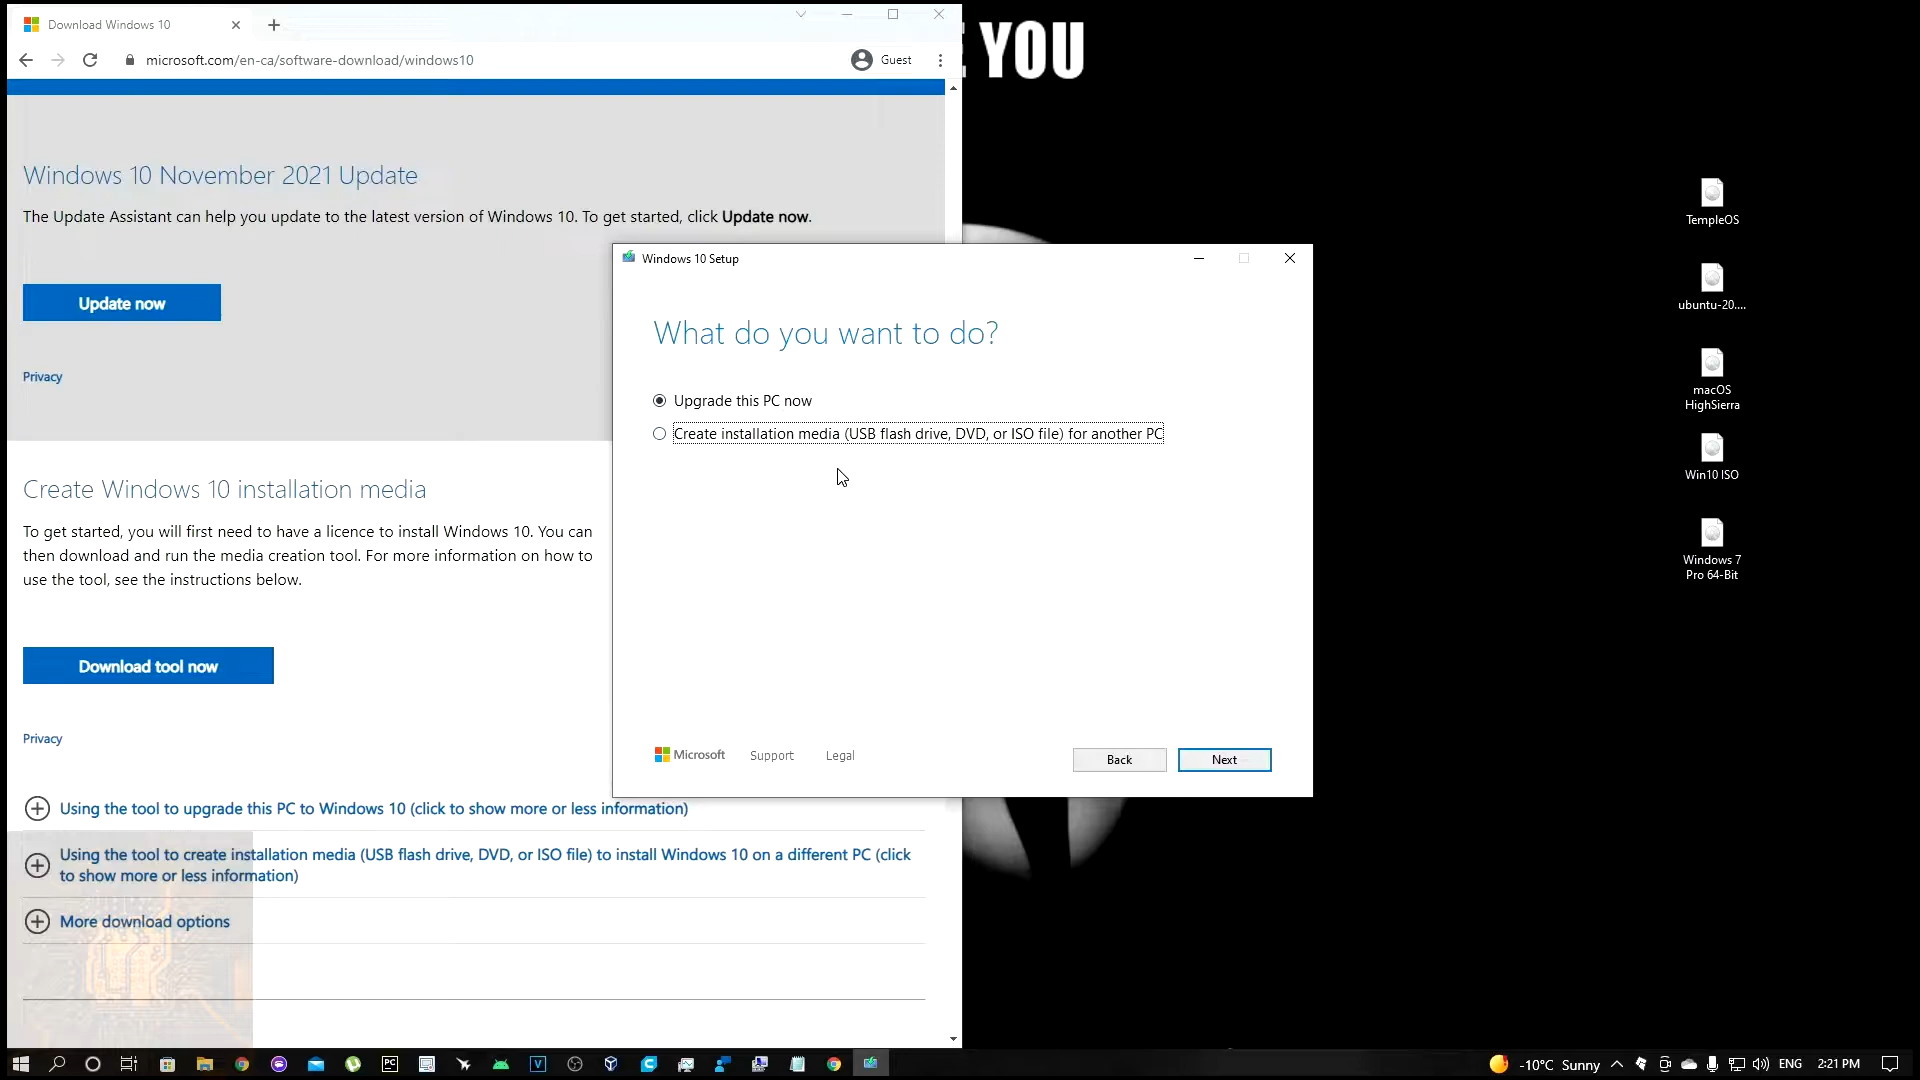 Download Windows 10
microsoft.com/en-ca/software-download/windows10
Guest
YOU
Windows 10 November 2021 Update
The Update Assistant can help you update to the latest version of Windows 10. To get started, click Update now.
Update now
Privacy
Create Windows 10 installation media
To get started, you will first need to have a licence to install Windows 10. You can
then download and run the media creation tool. For more information on how to
use the tool, see the instructions below.
Download tool now
Privacy
Using the tool to upgrade this PC to Windows 10 (click to show more or less information)
Using the tool to create installation media (USB flash drive, DVD, or ISO file) to install Windows 10 on a different PC (click
to show more or less information)
More download options
Windows 10 Setup
What do you want to do?
Upgrade this PC now
Create installation media (USB flash drive, DVD, or ISO file) for another PC
Microsoft
Support
Legal
Back
Next
TempleOS
ubuntu-20....
macOS
HighSierra
Win10 ISO
Windows 7
Pro 64-Bit
PC
V
-10°C Sunny
ENG
2:21 PM